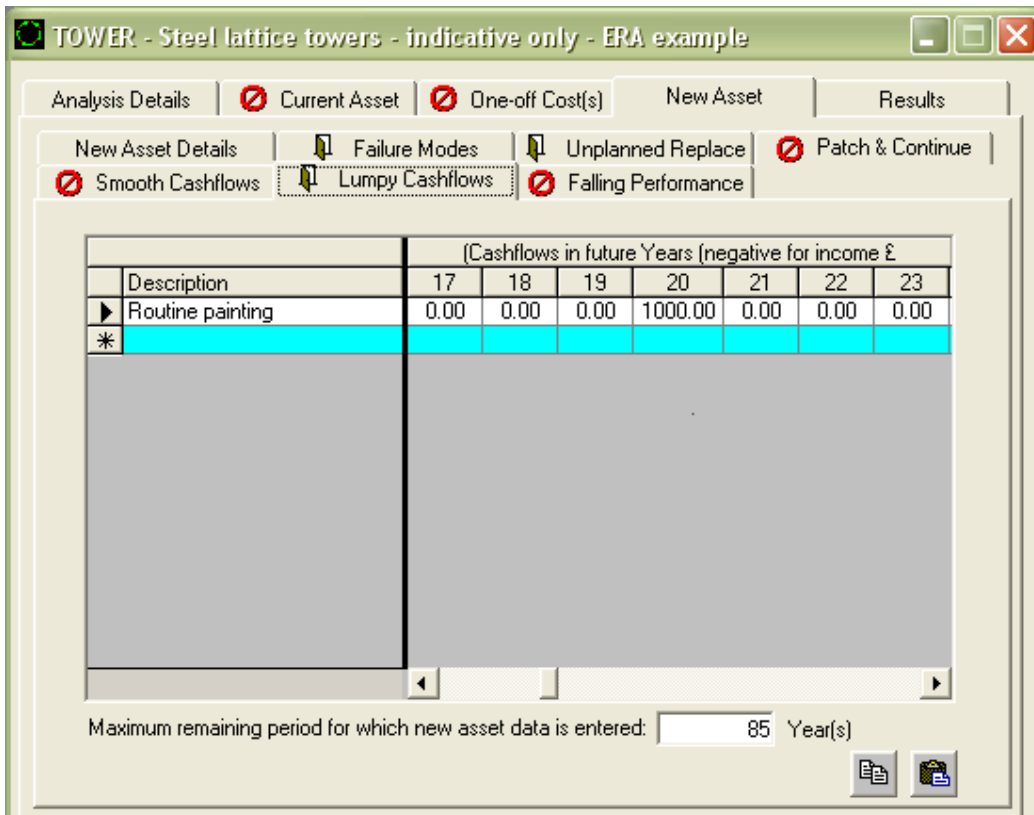 TOWER - Steel lattice towers - indicative only - ERA example
Analysis Details Current Asset One-off Cost(s) New Asset Results
New Asset Details Failure Modes Unplanned Replace Patch & Continue
Smooth Cashflows Lumpy Cashflows Falling Performance
(Cashflows in future Years (negative for income £
Description 17 18 19 20 21 22 23
Routine painting 0.00 0.00 0.00 1000.00 0.00 0.00 0.00
Maximum remaining period for which new asset data is entered: 85 Year(s)